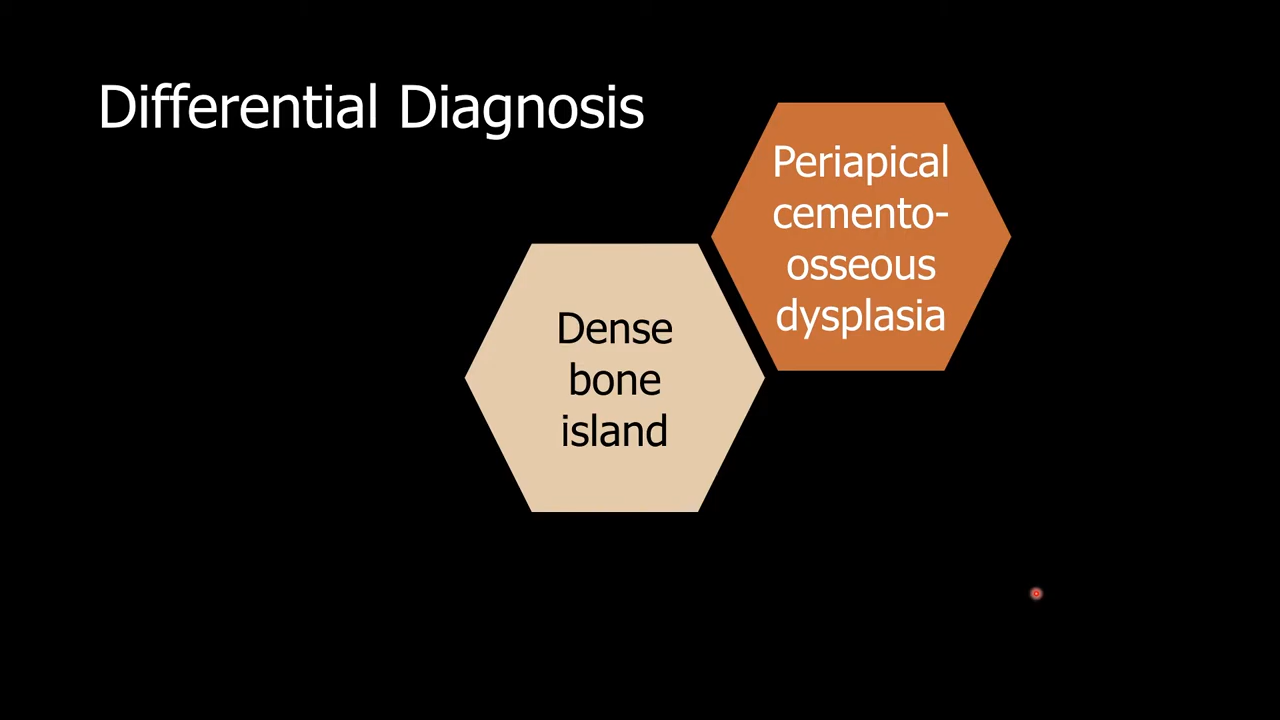 Differential Diagnosis
Periapical
cemento-
osseous
dysplasia
Dense
bone
island